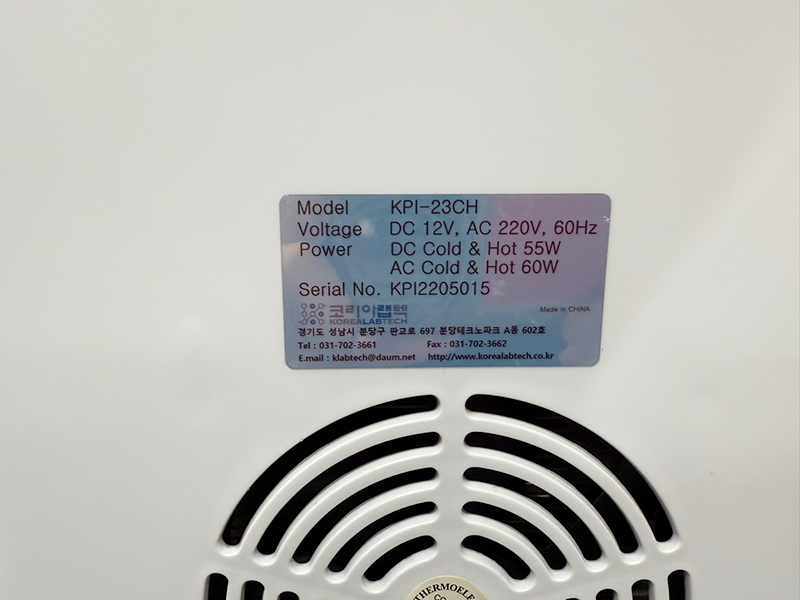 Model KPI-23CH
Voltage DC 12V, AC 220V, 60Hz
Power DC Cold & Hot 55W
AC Cold & Hot 60W
Serial No. KPI2205015
코리아랩텍
KOREALABTECH
Made in CHINA
경기도 성남시 분당구 판교로 697 분당테크노파크 A동 602호
Tel : 031-702-3661 Fax : 031-702-3662
E.mail : klabtech@daum.net http://www.korealabtech.co.kr